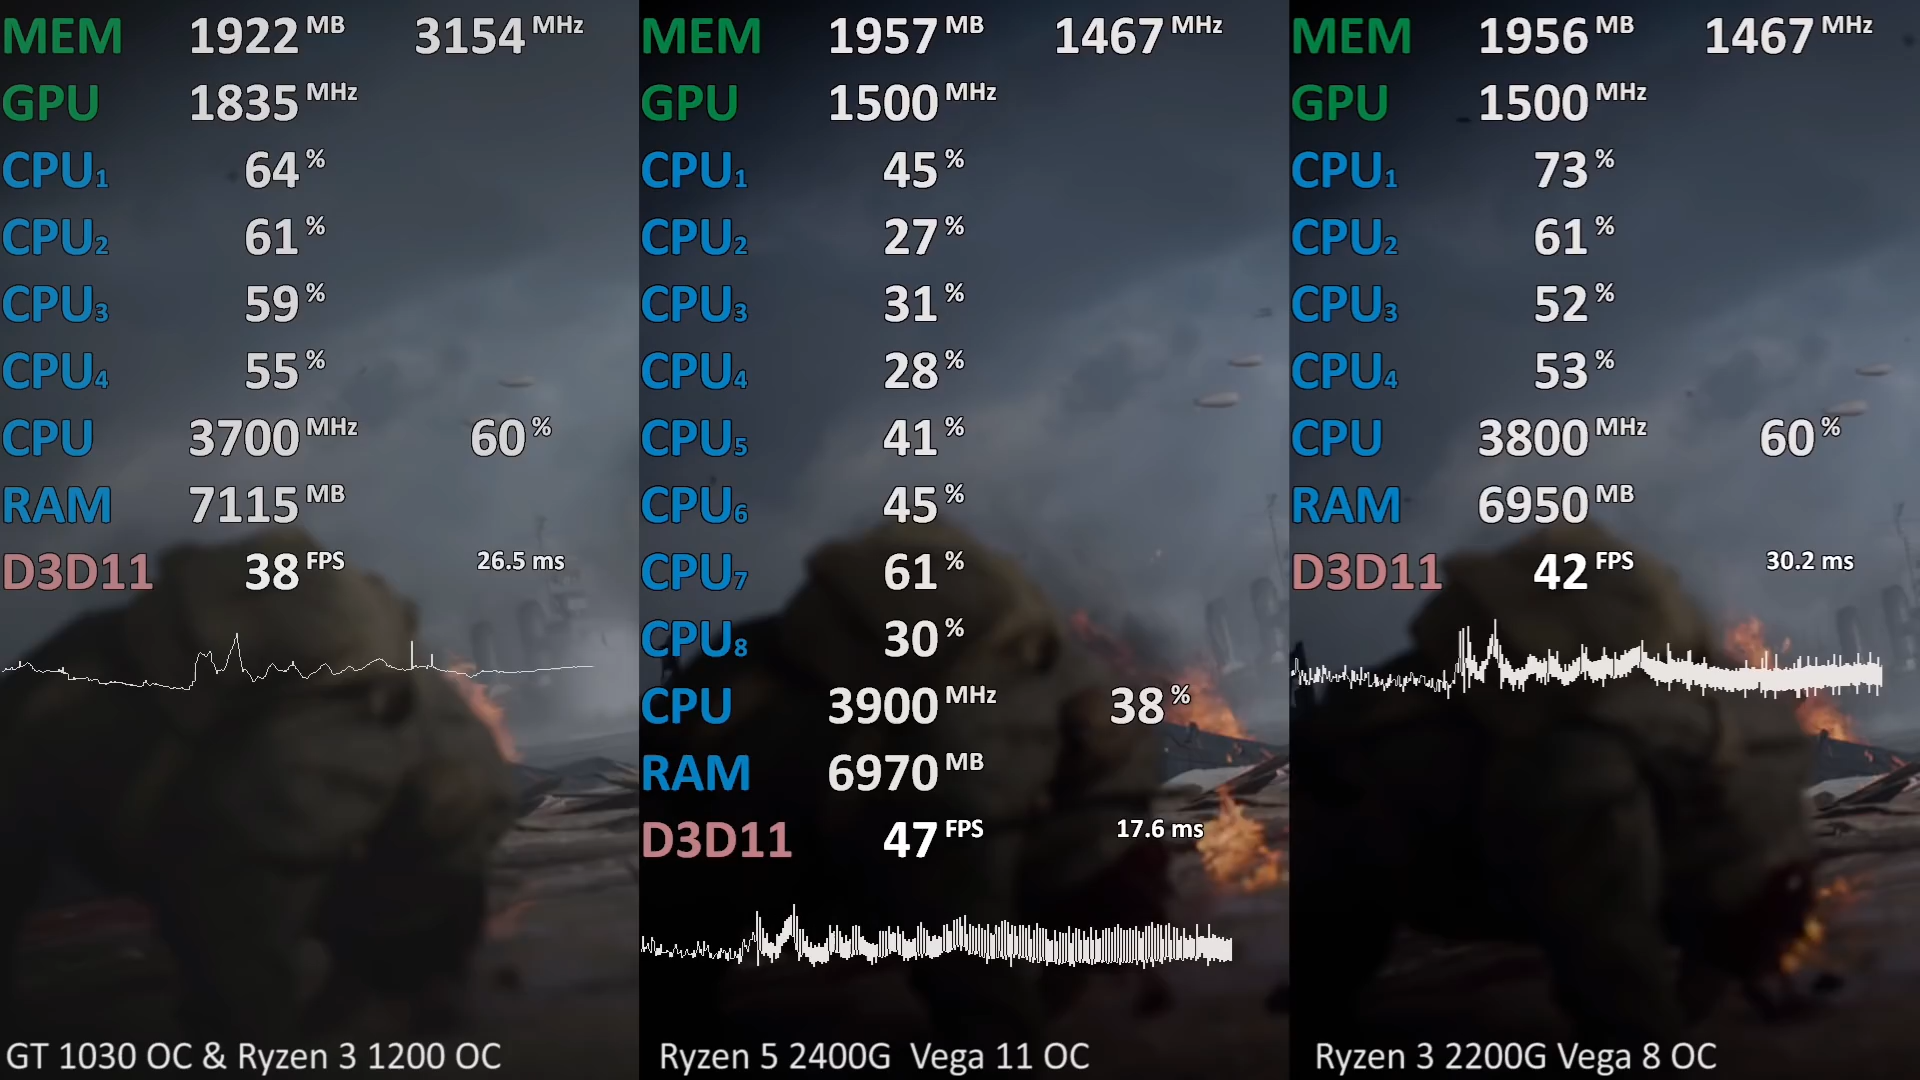 MEM 1922 MB 3154 MHz
GPU 1835 MHz
CPU1 64 %
CPU2 61 %
CPU3 59 %
CPU4 55 %
CPU 3700 MHz 60 %
RAM 7115 MB
D3D11 38 FPS 26.5 ms
GT 1030 OC & Ryzen 3 1200 OC
MEM 1957 MB 1467 MHz
GPU 1500 MHz
CPU1 45 %
CPU2 27 %
CPU3 31 %
CPU4 28 %
CPU5 41 %
CPU6 45 %
CPU7 61 %
CPU8 30 %
CPU 3900 MHz 38 %
RAM 6970 MB
D3D11 47 FPS 17.6 ms
Ryzen 5 2400G Vega 11 OC
MEM 1956 MB 1467 MHz
GPU 1500 MHz
CPU1 73 %
CPU2 61 %
CPU3 52 %
CPU4 53 %
CPU 3800 MHz 60 %
RAM 6950 MB
D3D11 42 FPS 30.2 ms
Ryzen 3 2200G Vega 8 OC